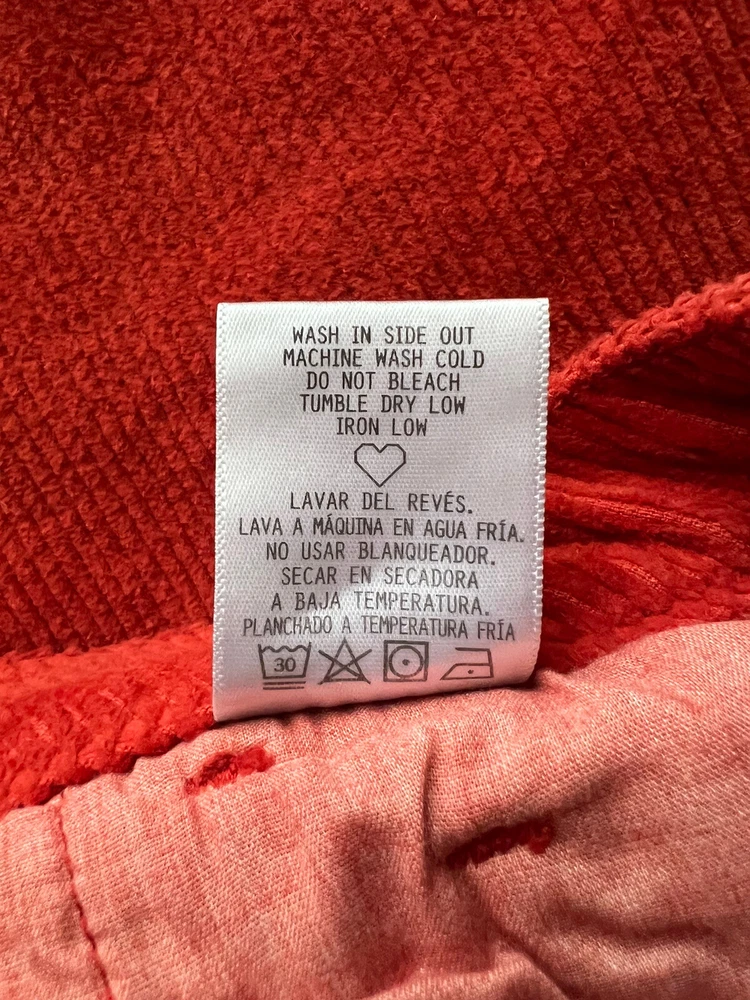 WASH IN SIDE OUT
MACHINE WASH COLD
DO NOT BLEACH
TUMBLE DRY LOW
IRON LOW
LAVAR DEL REVÉS.
LAVA A MÁQUINA EN AGUA FRÍA.
NO USAR BLANQUEADOR.
SECAR EN SECADORA
A BAJA TEMPERATURA.
PLANCHADO A TEMPERATURA FRÍA
30